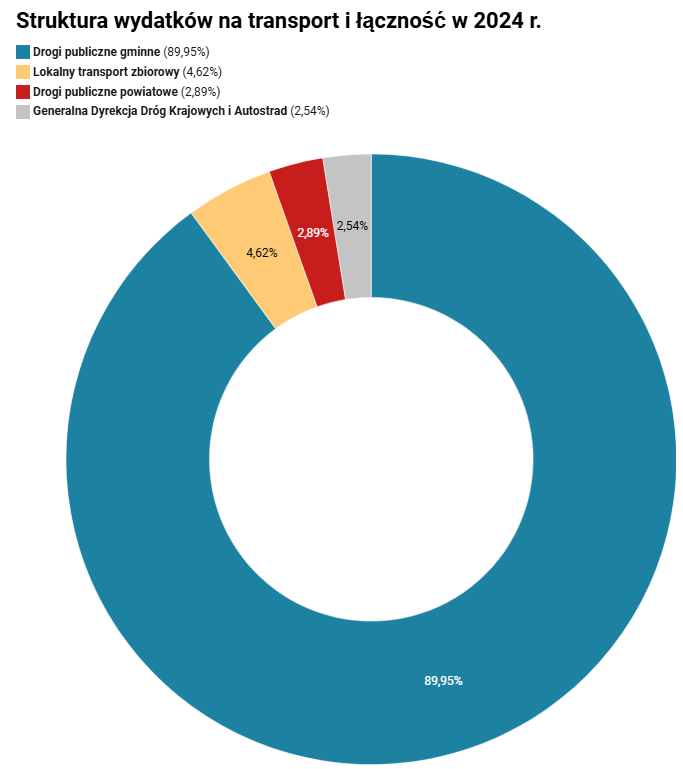 Struktura wydatków na transport i łączność w 2024 r.
Drogi publiczne gminne (89,95%)
Lokalny transport zbiorowy (4,62%)
Drogi publiczne powiatowe (2,89%)
Generalna Dyrekcja Dróg Krajowych i Autostrad (2,54%)
2,54%
2,89%
4,62%
89,95%